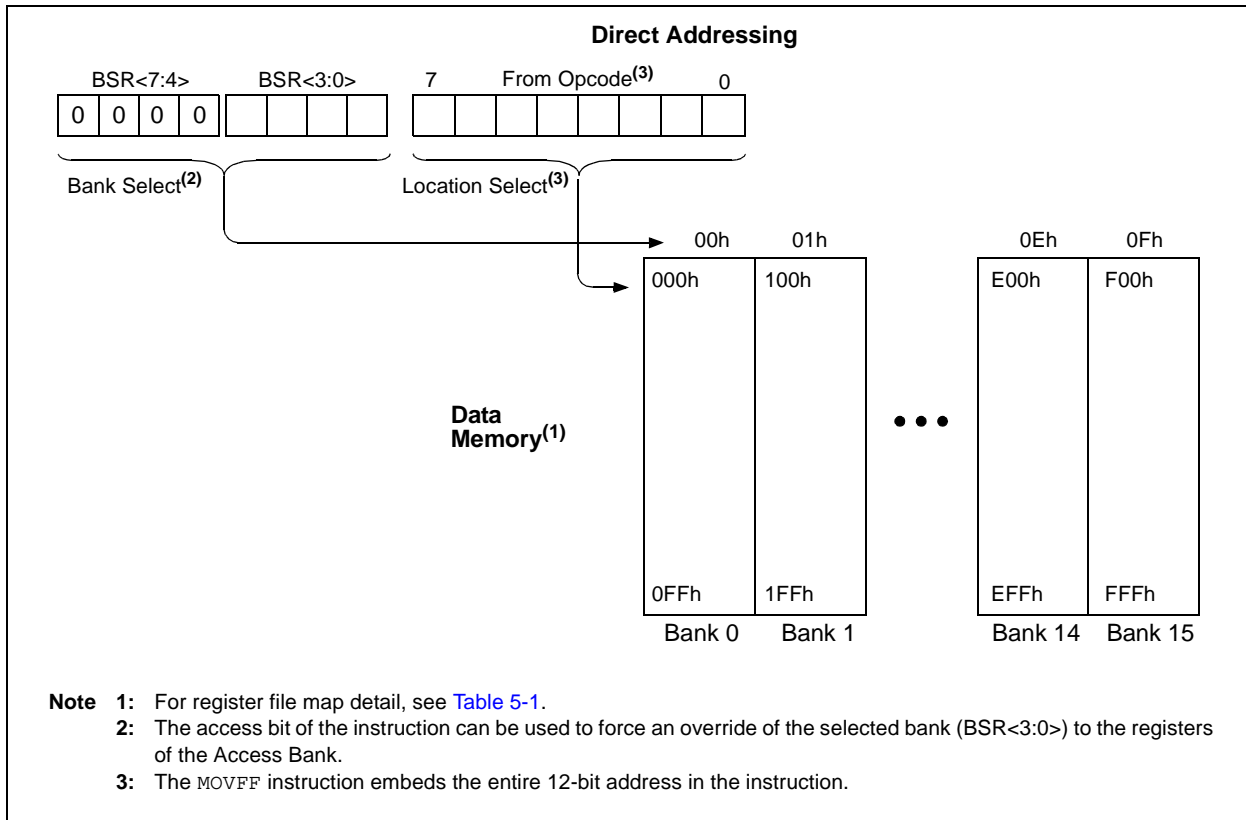 Direct Addressing
BSR<7:4> BSR<3:0> 7 From Opcode(3) 0
0 0 0 0
Bank Select(2) Location Select(3)
00h 01h 0Eh 0Fh
000h 100h E00h F00h
Data
Memory(1)
0FFh 1FFh EFFh FFFh
Bank 0 Bank 1 Bank 14 Bank 15
Note 1: For register file map detail, see Table 5-1.
2: The access bit of the instruction can be used to force an override of the selected bank (BSR<3:0>) to the registers
of the Access Bank.
3: The MOVFF instruction embeds the entire 12-bit address in the instruction.